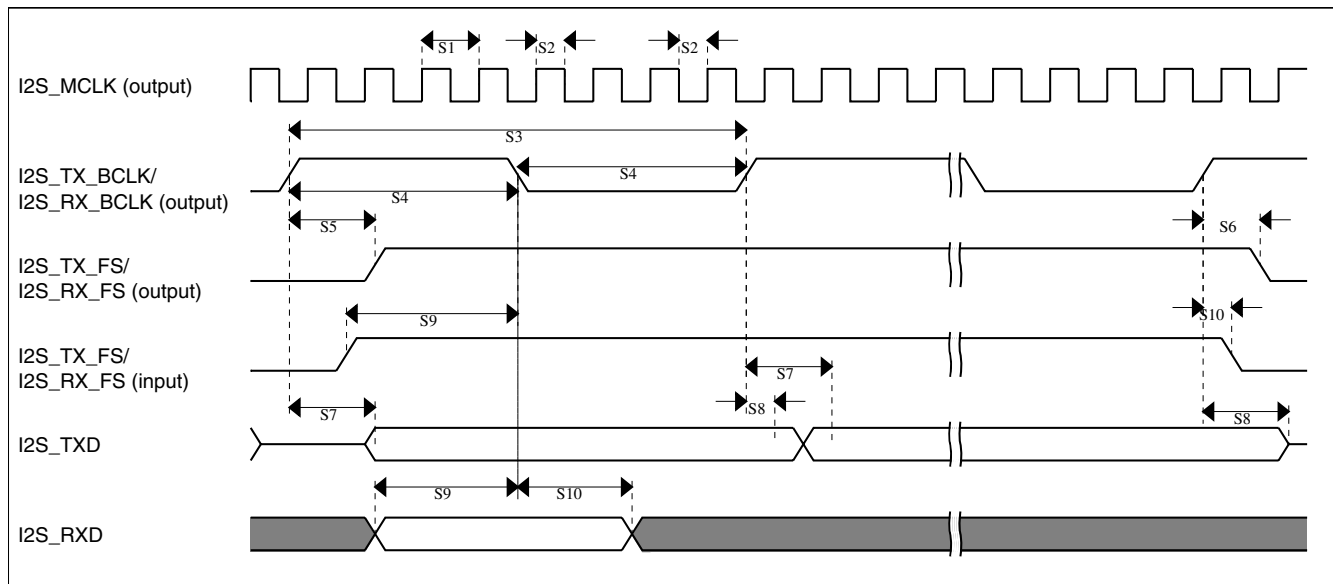 S1
S2
S2
I2S_MCLK (output)
S3
I2S_TX_BCLK/
I2S_RX_BCLK (output)
S4
S4
S5
S6
I2S_TX_FS/
I2S_RX_FS (output)
S9
S10
I2S_TX_FS/
I2S_RX_FS (input)
S7
S7
S8
S8
I2S_TXD
S9
S10
I2S_RXD